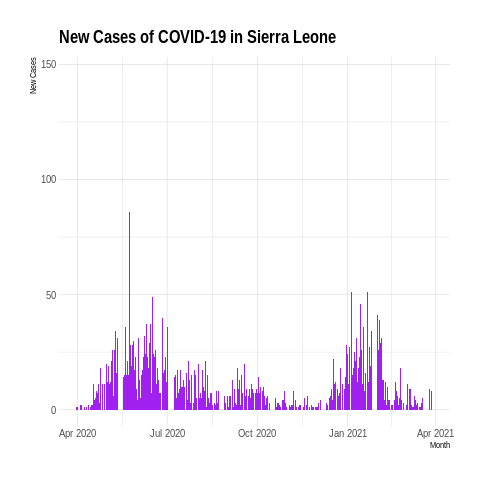 New Cases of COVID-19 in Sierra Leone
New Cases
150
100
50
0
Apr 2020 Jul 2020 Oct 2020 Jan 2021 Apr 2021
Month